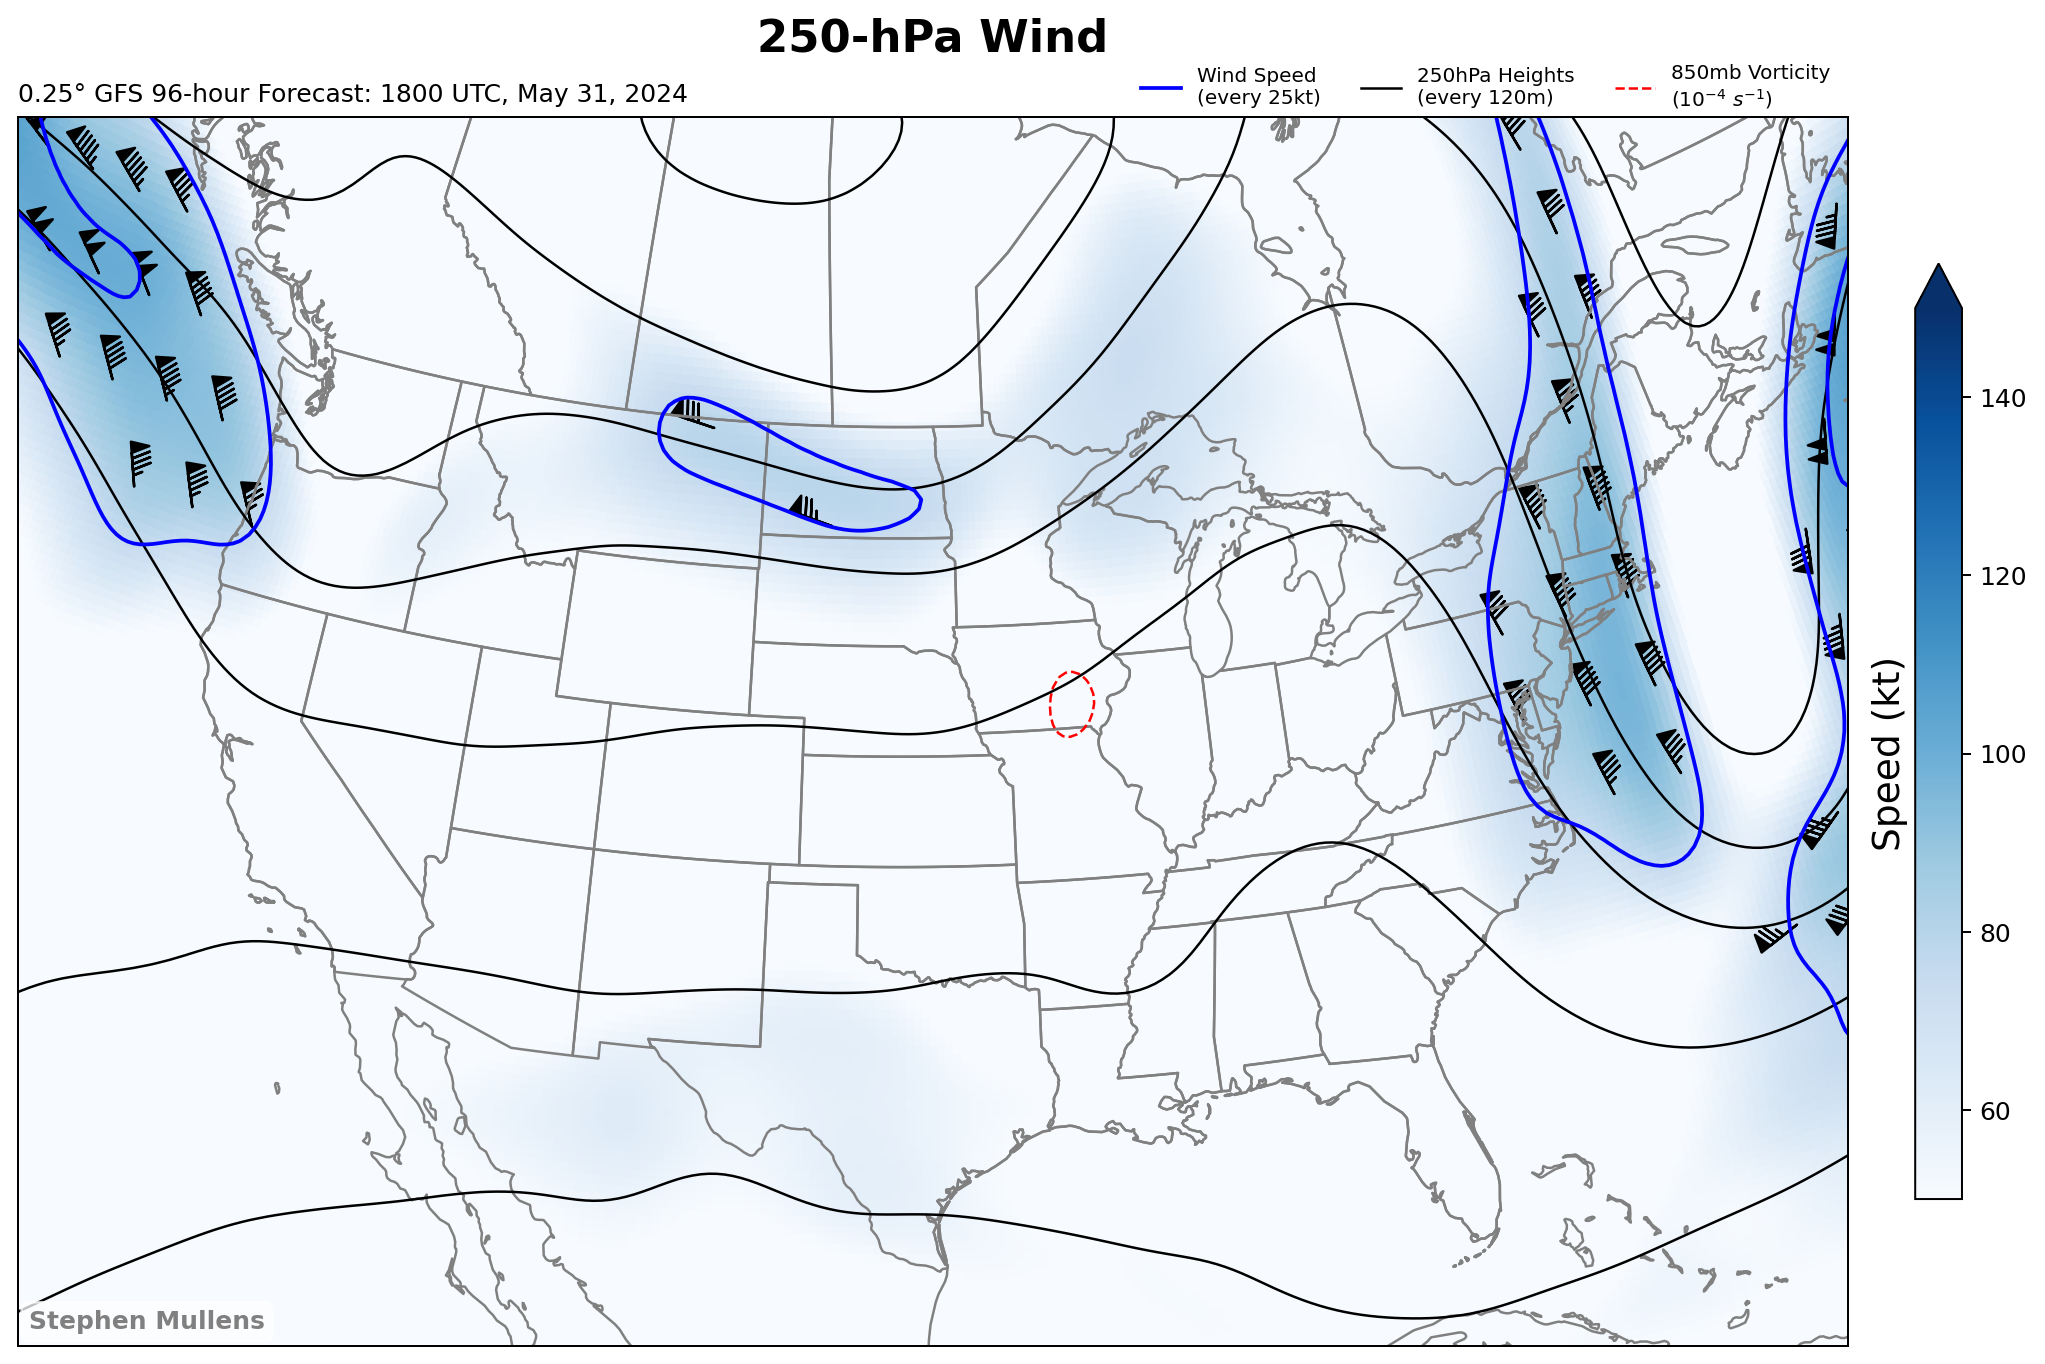 250-hPa Wind
0.25° GFS 96-hour Forecast: 1800 UTC, May 31, 2024
Wind Speed
(every 25kt)
250hPa Heights
(every 120m)
850mb Vorticity
(10⁻⁴ s⁻¹)
140
120
100
80
60
Speed (kt)
Stephen Mullens